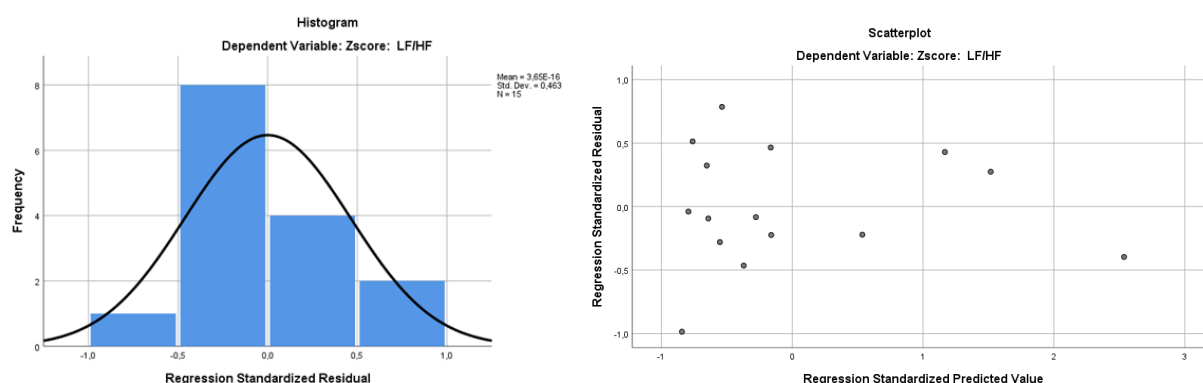 Histogram
Dependent Variable: Zscore: LF/HF
Mean = 3,65E-16
Std. Dev. = 0,463
N = 15
Frequency
8
6
4
2
0
-1,0
-0,5
0,0
0,5
1,0
Regression Standardized Residual
Scatterplot
Dependent Variable: Zscore: LF/HF
Regression Standardized Residual
1,0
0,5
0,0
-0,5
-1,0
-1
0
1
2
3
Regression Standardized Predicted Value